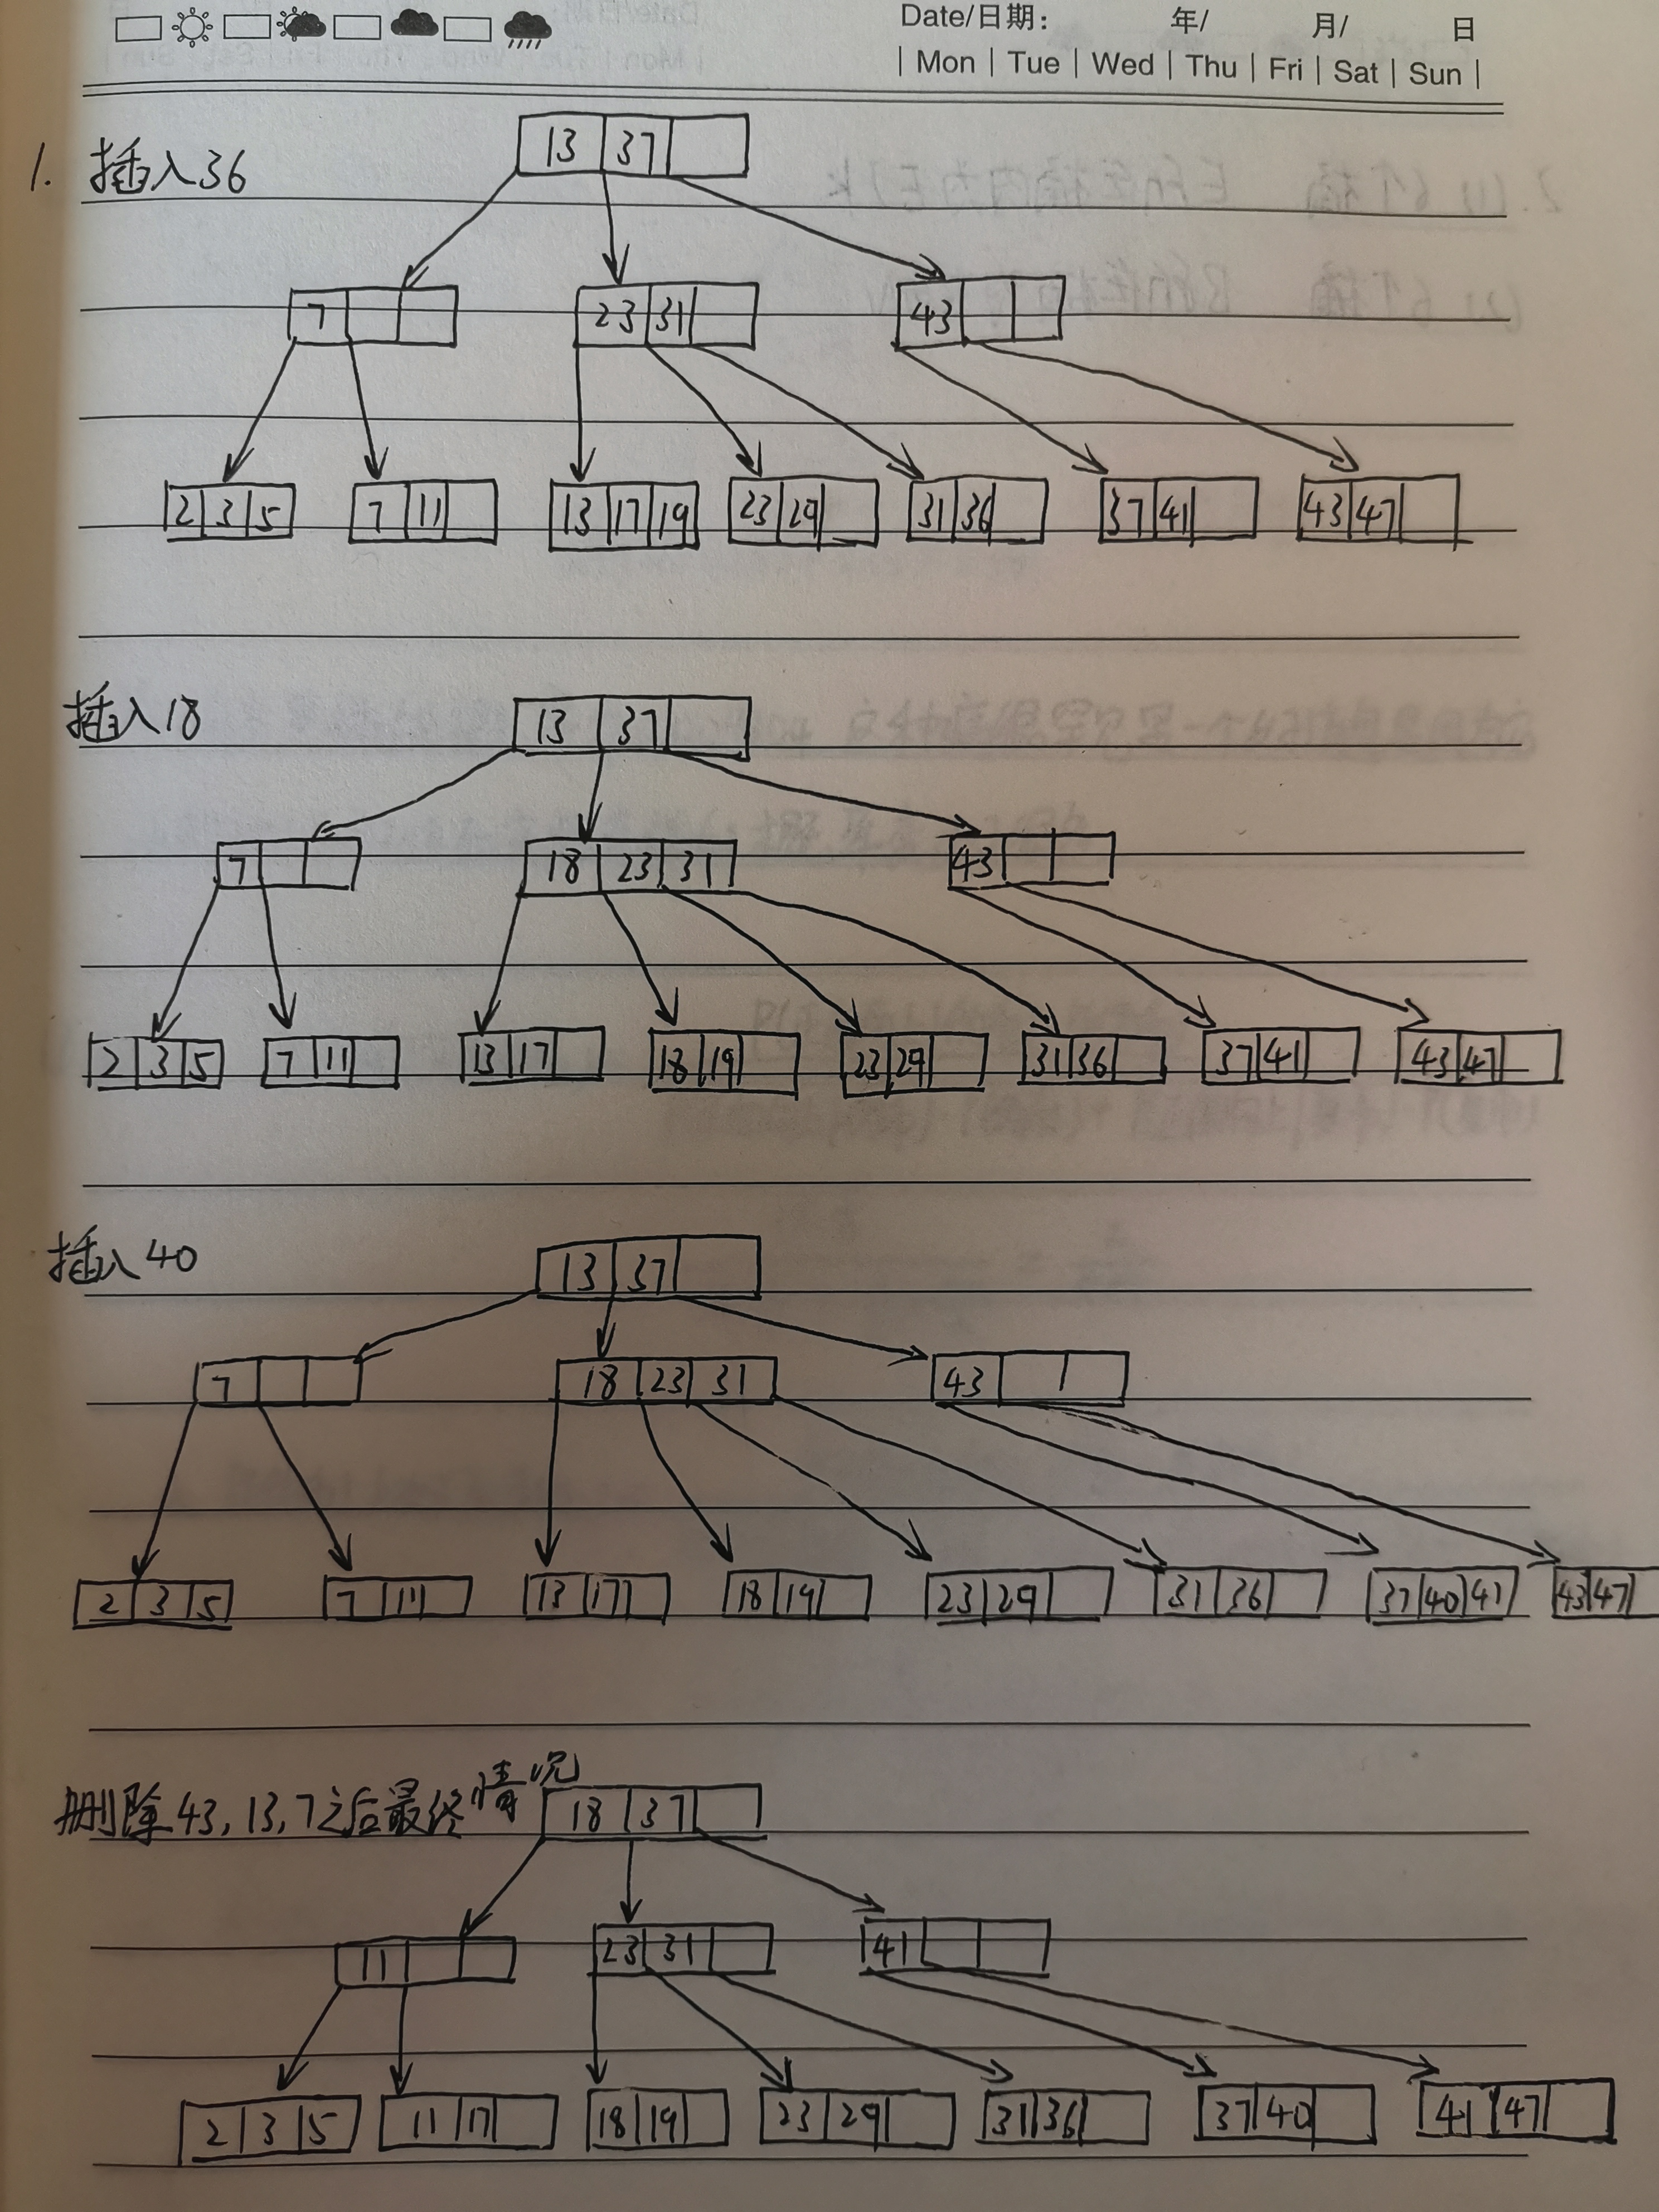 Date/日期: 年/ 月/ 日
| Mon | Tue | Wed | Thu | Fri | Sat | Sun |
1. 插入36
13 37
7 23 31 43
2 3 5 7 11 13 17 19 23 29 31 36 37 41 43 47
插入18
13 37
7 18 23 31 43
2 3 5 7 11 13 17 18 19 23 29 31 36 37 41 43 47
插入40
13 37
7 18 23 31 43
2 3 5 7 11 13 17 18 19 23 29 31 36 37 40 41 43 47
删除43, 13, 7之后最终情况
18 37
11 23 31 41
2 3 5 11 17 18 19 23 29 31 36 37 40 41 47